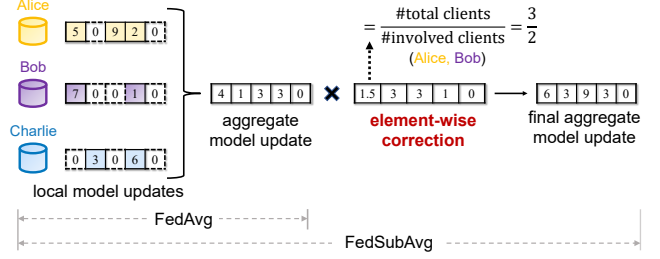 Alice
5 0 9 2 0
Bob
7 0 0 1 0
Charlie
0 3 0 6 0
local model updates
4 1 3 3 0
aggregate
model update
×
= #total clients / #involved clients = 3 / 2
(Alice, Bob)
1.5 3 3 1 0
element-wise
correction
6 3 9 3 0
final aggregate
model update
FedAvg
FedSubAvg